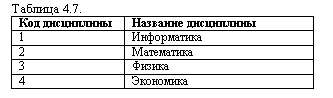 Таблица 4.7.
Код дисциплины Название дисциплины
1 Информатика
2 Математика
3 Физика
4 Экономика